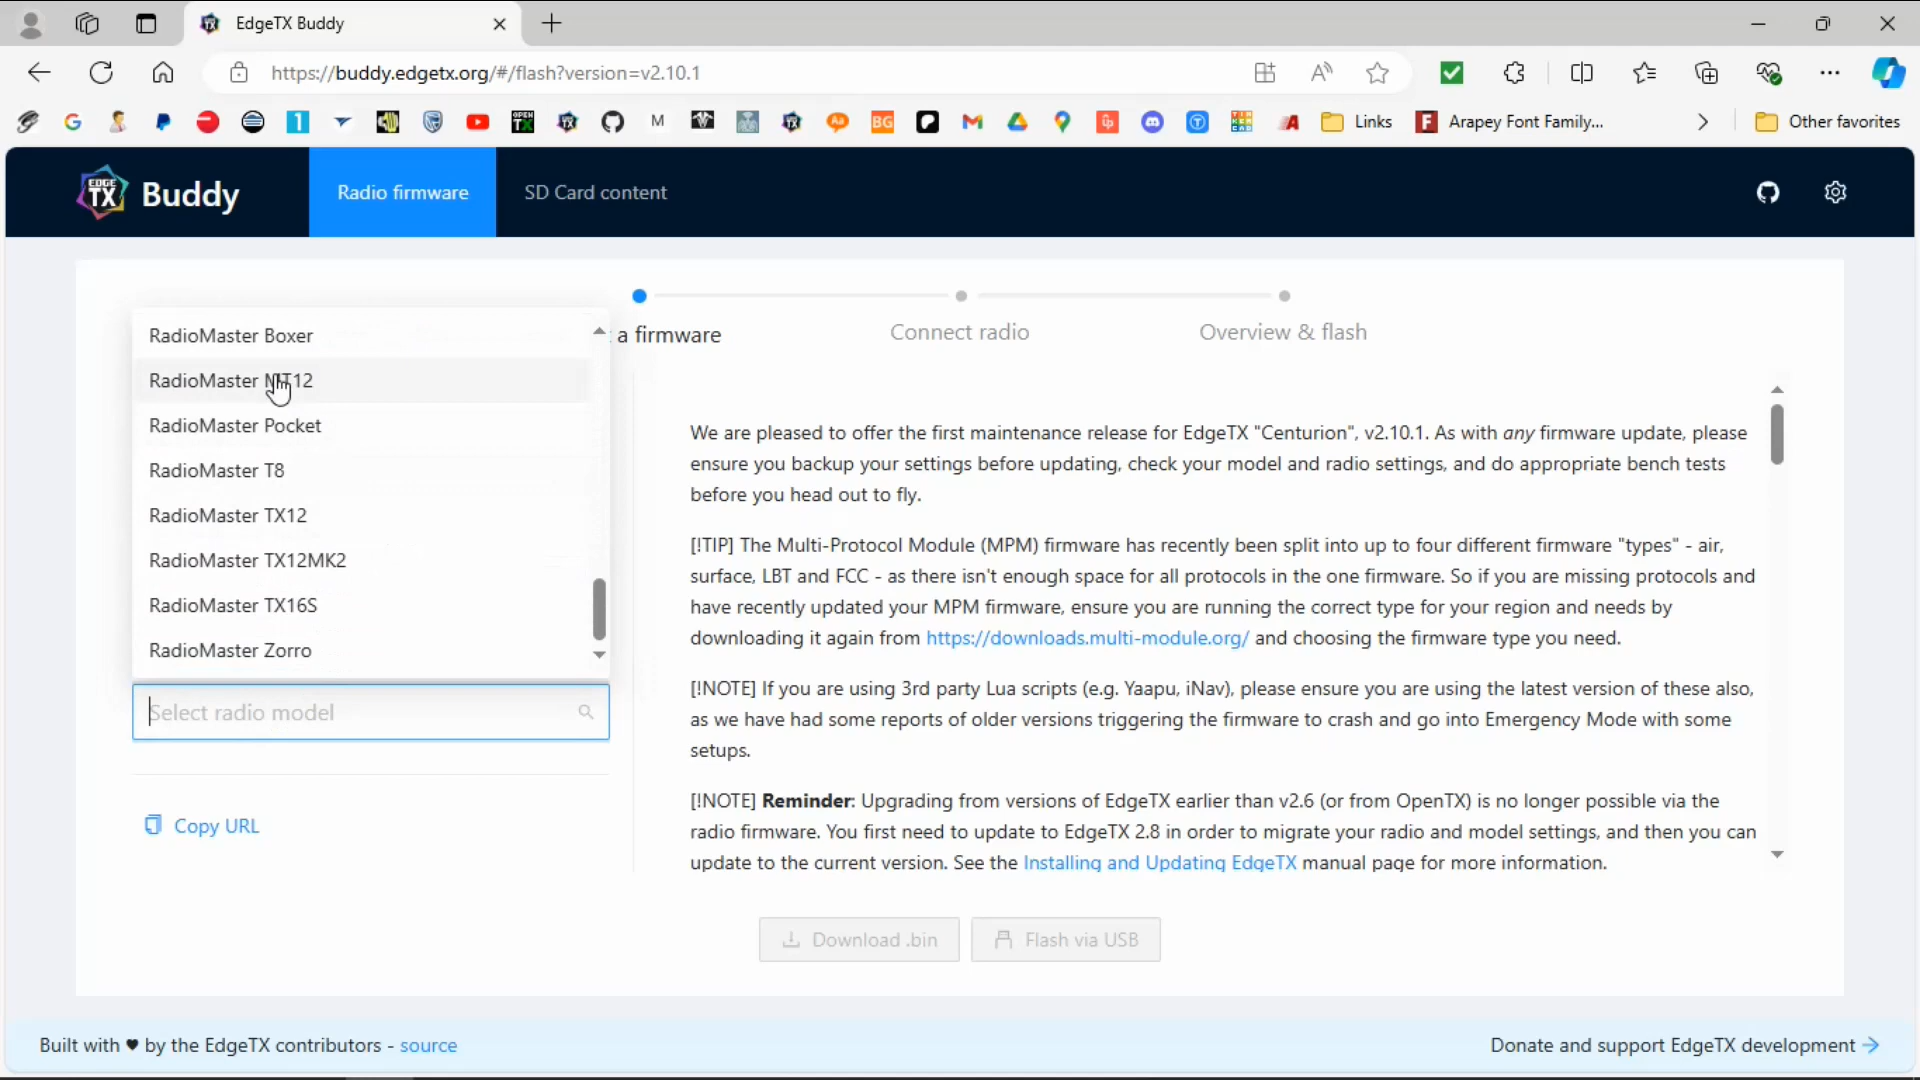 EdgeTX Buddy
https://buddy.edgetx.org/#/flash?version=v2.10.1
Links
Arapey Font Family...
Other favorites
EDGE TX
Buddy
Radio firmware
SD Card content
a firmware
Connect radio
Overview & flash
RadioMaster Boxer
RadioMaster MT12
RadioMaster Pocket
RadioMaster T8
RadioMaster TX12
RadioMaster TX12MK2
RadioMaster TX16S
RadioMaster Zorro
Select radio model
Copy URL
We are pleased to offer the first maintenance release for EdgeTX "Centurion", v2.10.1. As with any firmware update, please
ensure you backup your settings before updating, check your model and radio settings, and do appropriate bench tests
before you head out to fly.
[!TIP] The Multi-Protocol Module (MPM) firmware has recently been split into up to four different firmware "types" - air,
surface, LBT and FCC - as there isn't enough space for all protocols in the one firmware. So if you are missing protocols and
have recently updated your MPM firmware, ensure you are running the correct type for your region and needs by
downloading it again from https://downloads.multi-module.org/ and choosing the firmware type you need.
[!NOTE] If you are using 3rd party Lua scripts (e.g. Yaapu, iNav), please ensure you are using the latest version of these also,
as we have had some reports of older versions triggering the firmware to crash and go into Emergency Mode with some
setups.
[!NOTE] Reminder: Upgrading from versions of EdgeTX earlier than v2.6 (or from OpenTX) is no longer possible via the
radio firmware. You first need to update to EdgeTX 2.8 in order to migrate your radio and model settings, and then you can
update to the current version. See the Installing and Updating EdgeTX manual page for more information.
Download .bin
Flash via USB
Built with ♥ by the EdgeTX contributors - source
Donate and support EdgeTX development →